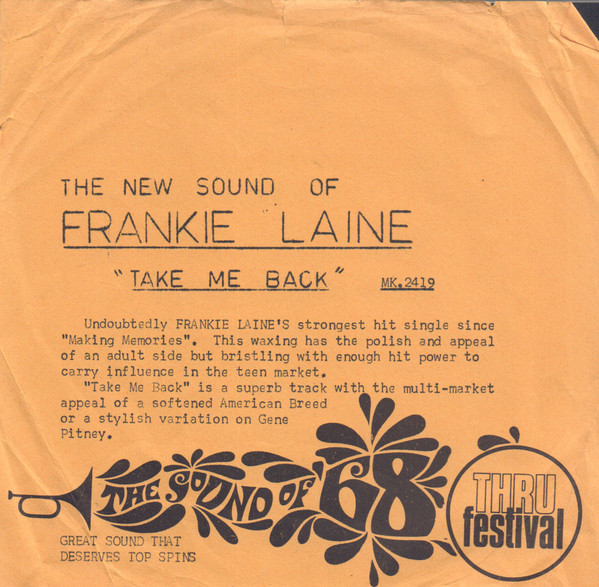 THE NEW SOUND OF
FRANKIE LAINE
"TAKE ME BACK" MK.2419
Undoubtedly FRANKIE LAINE'S strongest hit single since
"Making Memories". This waxing has the polish and appeal
of an adult side but bristling with enough hit power to
carry influence in the teen market.
"Take Me Back" is a superb track with the multi-market
appeal of a softened American Breed
or a stylish variation on Gene
Pitney.
THE SOUND OF '68
THRU
festival
GREAT SOUND THAT
DESERVES TOP SPINS